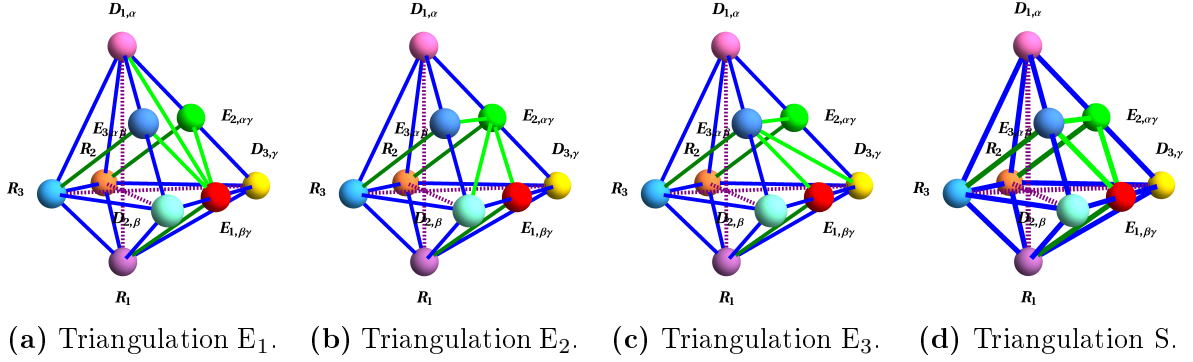 D1,α D1,α D1,α D1,α
E2,αγ E2,αγ E2,αγ E2,αγ
E3,αβ E3,αβ E3,αβ E3,αβ
R2 D3,γ R2 D3,γ R2 D3,γ R2 D3,γ
R3 R3 R3 R3
D2,β D2,β D2,β D2,β
E1,βγ E1,βγ E1,βγ E1,βγ
R1 R1 R1 R1
(a) Triangulation E1. (b) Triangulation E2. (c) Triangulation E3. (d) Triangulation S.